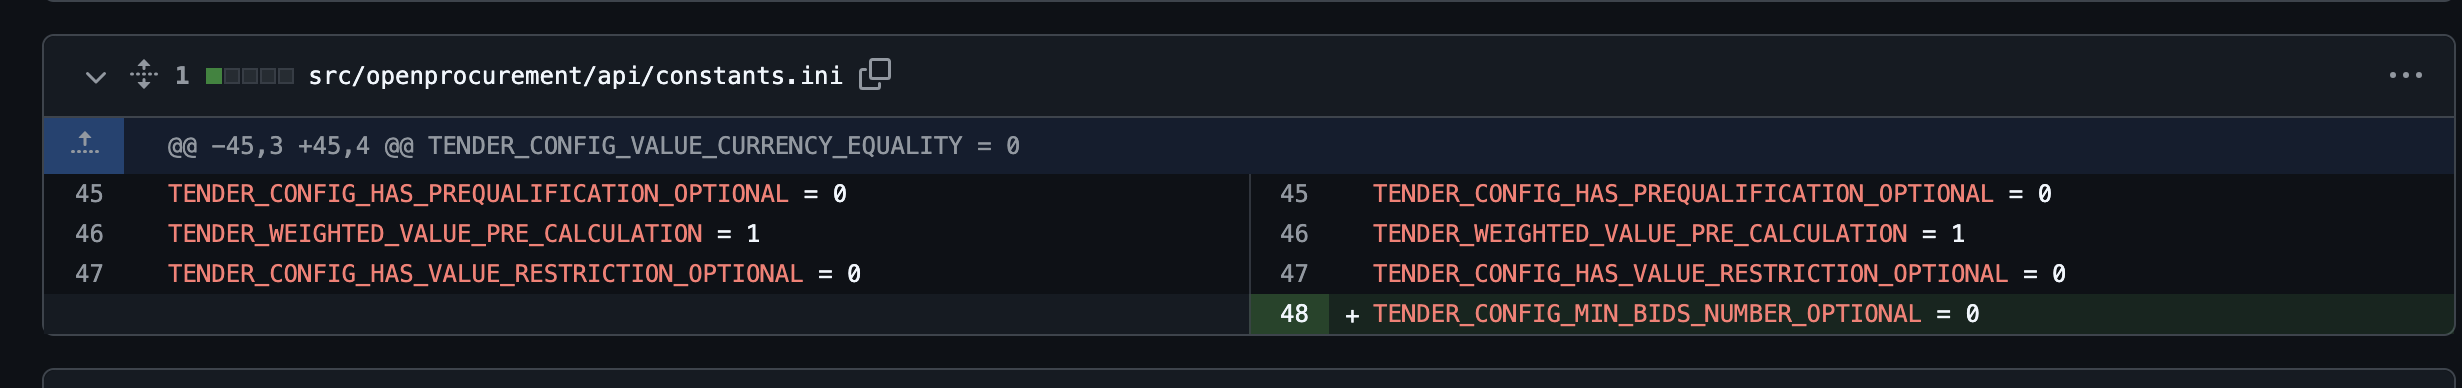 1 src/openprocurement/api/constants.ini
@@ -45,3 +45,4 @@ TENDER_CONFIG_VALUE_CURRENCY_EQUALITY = 0
45 TENDER_CONFIG_HAS_PREQUALIFICATION_OPTIONAL = 0 45 TENDER_CONFIG_HAS_PREQUALIFICATION_OPTIONAL = 0
46 TENDER_WEIGHTED_VALUE_PRE_CALCULATION = 1 46 TENDER_WEIGHTED_VALUE_PRE_CALCULATION = 1
47 TENDER_CONFIG_HAS_VALUE_RESTRICTION_OPTIONAL = 0 47 TENDER_CONFIG_HAS_VALUE_RESTRICTION_OPTIONAL = 0
48 + TENDER_CONFIG_MIN_BIDS_NUMBER_OPTIONAL = 0